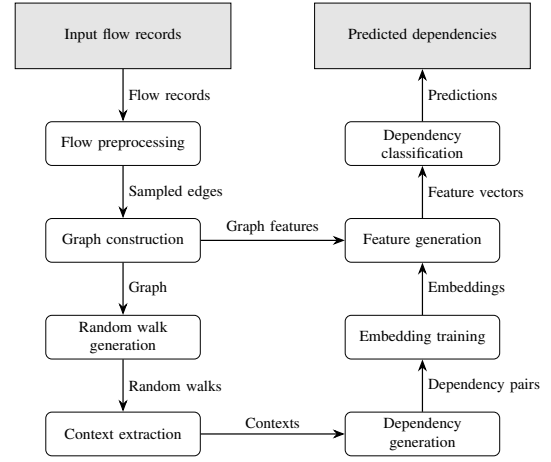 Input flow records
Predicted dependencies
Flow records
Predictions
Flow preprocessing
Dependency
classification
Sampled edges
Feature vectors
Graph construction
Graph features
Feature generation
Graph
Embeddings
Random walk
generation
Embedding training
Random walks
Dependency pairs
Context extraction
Contexts
Dependency
generation